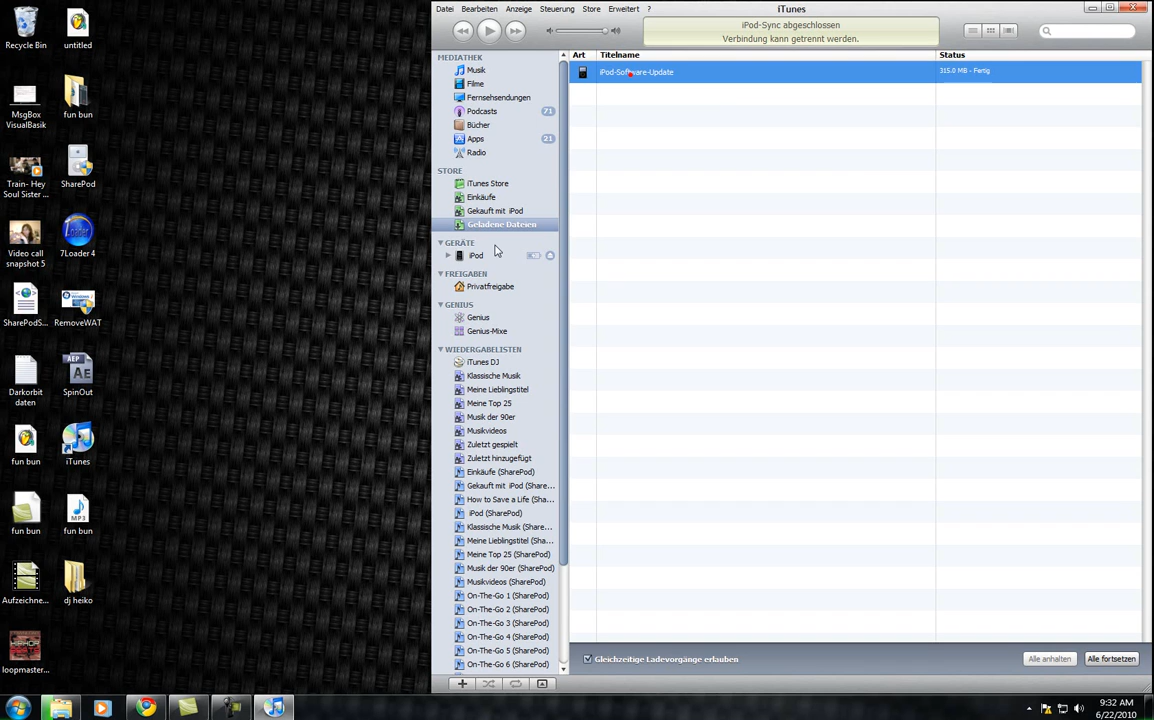 Recycle Bin
untitled
MsgBox
VisualBasik
fun bun
Train- Hey
Soul Sister ...
SharePod
Video call
snapshot 5
7Loader 4
SharePodS...
RemoveWAT
Darkorbit
daten
AEP
Ae
SpinOut
fun bun
iTunes
fun bun
MP3
fun bun
Aufzeichne...
dj heiko
loopmaster...
Datei Bearbeiten Anzeige Steuerung Store Erweitert ?
iTunes
iPod-Sync abgeschlossen
Verbindung kann getrennt werden.
MEDIATHEK
Musik
Filme
Fernsehsendungen
Podcasts 71
Bücher
Apps 21
Radio
STORE
iTunes Store
Einkäufe
Gekauft mit iPod
Geladene Dateien
GERÄTE
iPod
FREIGABEN
Privatfreigabe
GENIUS
Genius
Genius-Mixe
WIEDERGABELISTEN
iTunes DJ
Klassische Musik
Meine Lieblingstitel
Meine Top 25
Musik der 90er
Musikvideos
Zuletzt gespielt
Zuletzt hinzugefügt
Einkäufe (SharePod)
Gekauft mit iPod (Share...
How to Save a Life (Sha...
iPod (SharePod)
Klassische Musik (Share...
Meine Lieblingstitel (Sha...
Meine Top 25 (SharePod)
Musik der 90er (SharePod)
Musikvideos (SharePod)
On-The-Go 1 (SharePod)
On-The-Go 2 (SharePod)
On-The-Go 3 (SharePod)
On-The-Go 4 (SharePod)
On-The-Go 5 (SharePod)
On-The-Go 6 (SharePod)
Art Titelname Status
iPod-Software-Update 315.0 MB - Fertig
Gleichzeitige Ladevorgänge erlauben
Alle anhalten Alle fortsetzen
9:32 AM
6/22/2010